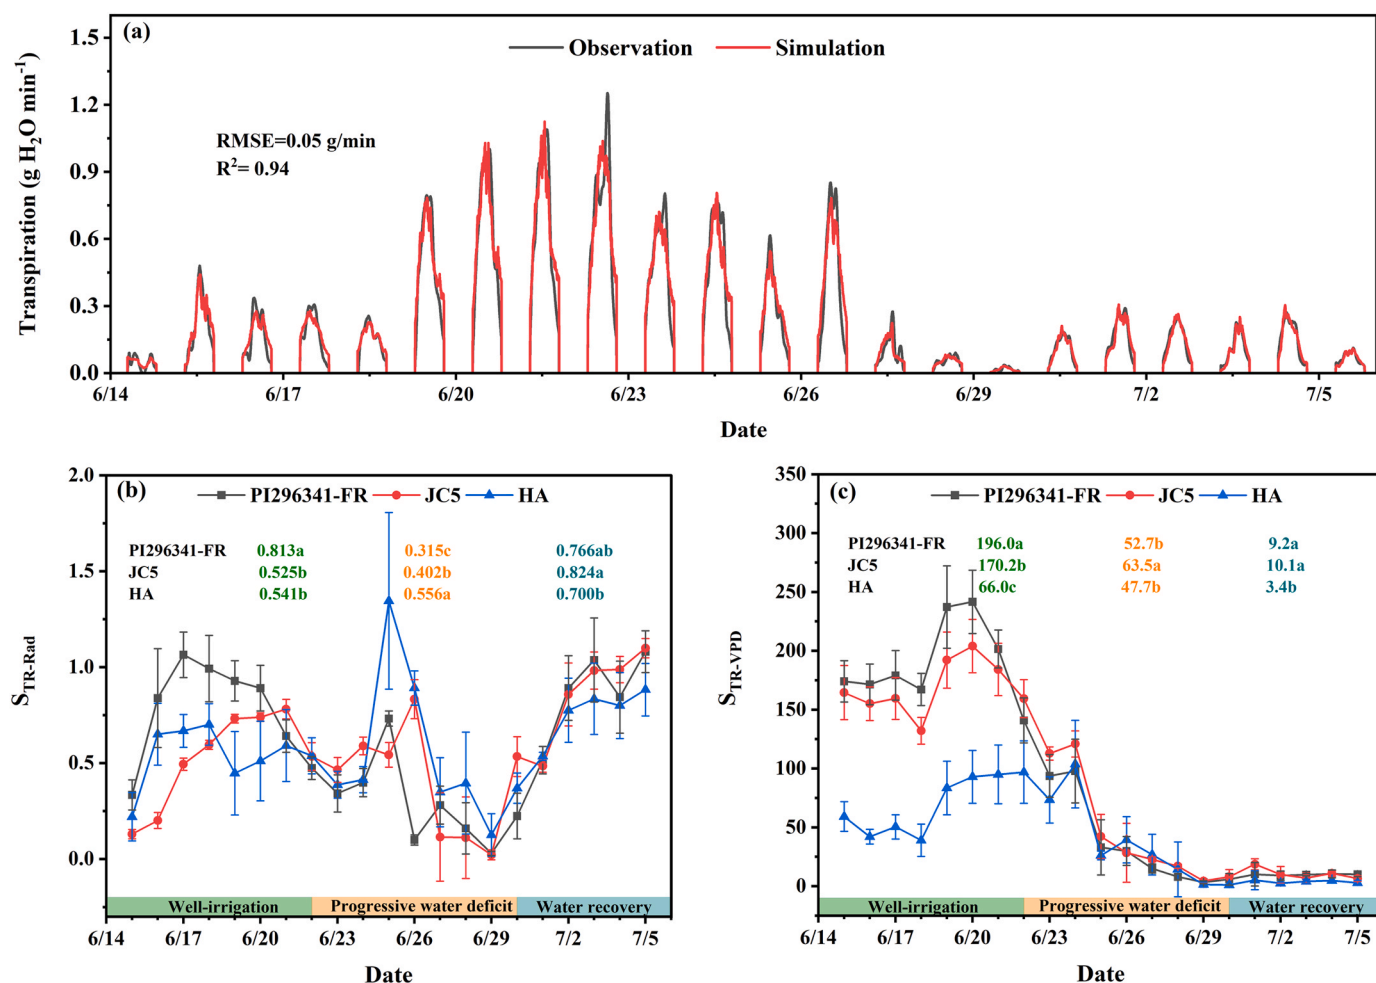 (a)
Observation Simulation
RMSE=0.05 g/min
R²= 0.94
Transpiration (g H₂O min⁻¹)
1.5
1.2
0.9
0.6
0.3
0.0
6/14 6/17 6/20 6/23 6/26 6/29 7/2 7/5
Date
(b)
PI296341-FR JC5 HA
PI296341-FR 0.813a 0.315c 0.766ab
JC5 0.525b 0.402b 0.824a
HA 0.541b 0.556a 0.700b
S_TR-Rad
2.0
1.5
1.0
0.5
0.0
Well-irrigation Progressive water deficit Water recovery
6/14 6/17 6/20 6/23 6/26 6/29 7/2 7/5
Date
(c)
PI296341-FR JC5 HA
PI296341-FR 196.0a 52.7b 9.2a
JC5 170.2b 63.5a 10.1a
HA 66.0c 47.7b 3.4b
S_TR-VPD
350
300
250
200
150
100
50
0
Well-irrigation Progressive water deficit Water recovery
6/14 6/17 6/20 6/23 6/26 6/29 7/2 7/5
Date